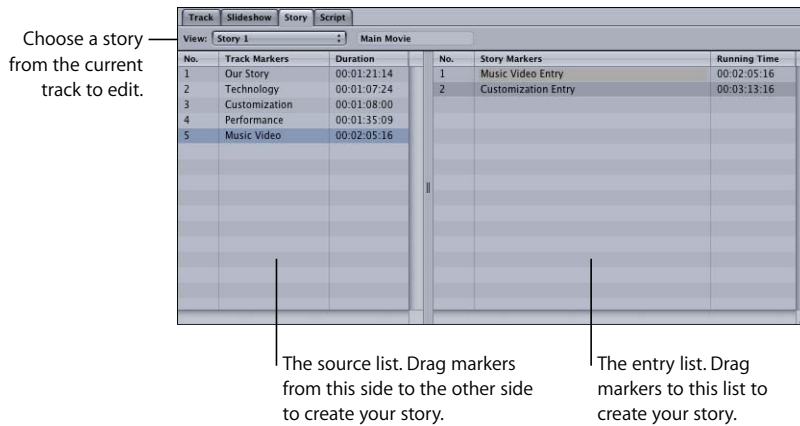 Track Slideshow Story Script
Choose a story
from the current
track to edit.
View: Story 1 Main Movie
No. Track Markers Duration
1 Our Story 00:01:21:14
2 Technology 00:01:07:24
3 Customization 00:01:08:00
4 Performance 00:01:35:09
5 Music Video 00:02:05:16
No. Story Markers Running Time
1 Music Video Entry 00:02:05:16
2 Customization Entry 00:03:13:16
The source list. Drag markers
from this side to the other side
to create your story.
The entry list. Drag
markers to this list to
create your story.